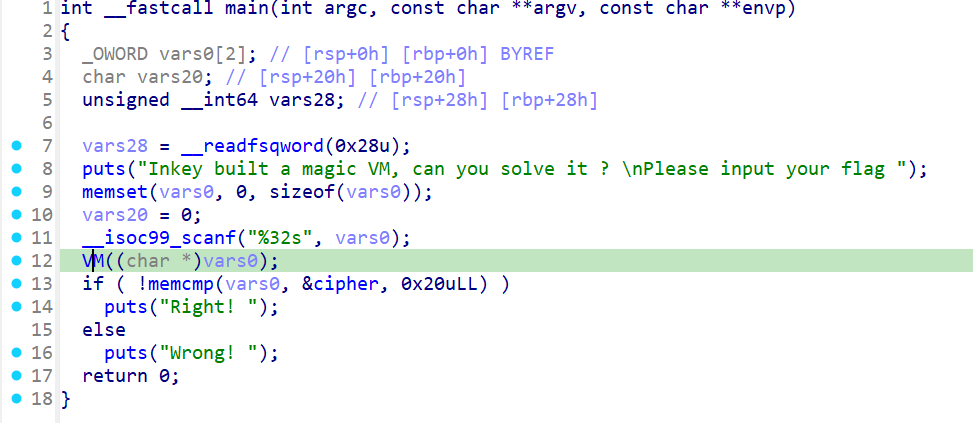 1 int __fastcall main(int argc, const char **argv, const char **envp)
2 {
3   _OWORD vars0[2]; // [rsp+0h] [rbp+0h] BYREF
4   char vars20; // [rsp+20h] [rbp+20h]
5   unsigned __int64 vars28; // [rsp+28h] [rbp+28h]
6
7   vars28 = __readfsqword(0x28u);
8   puts("Inkey built a magic VM, can you solve it ? \nPlease input your flag ");
9   memset(vars0, 0, sizeof(vars0));
10   vars20 = 0;
11   __isoc99_scanf("%32s", vars0);
12   VM((char *)vars0);
13   if ( !memcmp(vars0, &cipher, 0x20uLL) )
14     puts("Right! ");
15   else
16     puts("Wrong! ");
17   return 0;
18 }